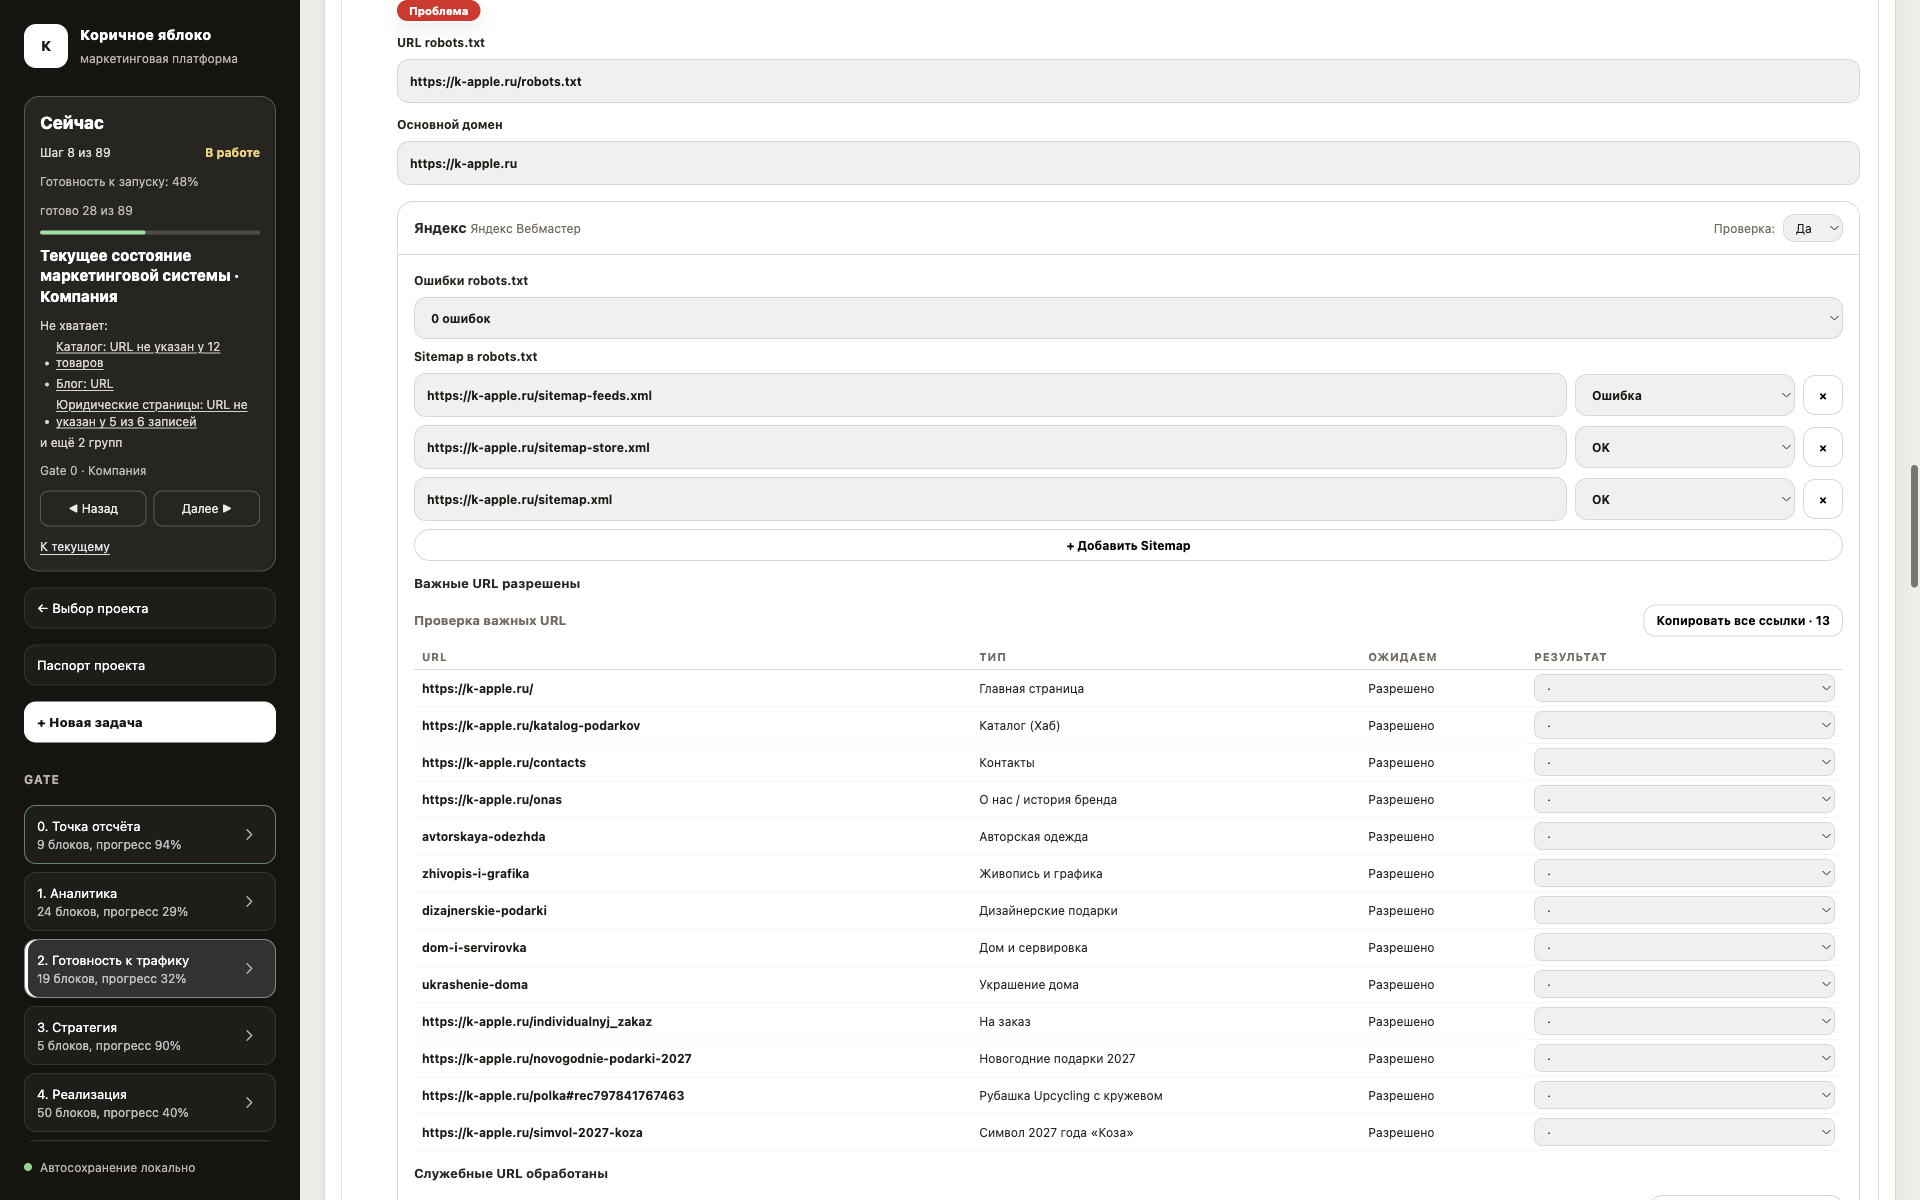 K
Коричное яблоко
маркетинговая платформа
Сейчас
Шаг 8 из 89
В работе
Готовность к запуску: 48%
готово 28 из 89
Текущее состояние
маркетинговой системы ·
Компания
Не хватает:
Каталог: URL не указан у 12
• товаров
• Блог: URL
Юридические страницы: URL не
• указан у 5 из 6 записей
и ещё 2 групп
Gate 0 · Компания
◀ Назад
Далее ▶
К текущему
← Выбор проекта
Паспорт проекта
+ Новая задача
GATE
0. Точка отсчёта
9 блоков, прогресс 94%
1. Аналитика
24 блоков, прогресс 29%
2. Готовность к трафику
19 блоков, прогресс 32%
3. Стратегия
5 блоков, прогресс 90%
4. Реализация
50 блоков, прогресс 40%
Автосохранение локально
Проблема
URL robots.txt
https://k-apple.ru/robots.txt
Основной домен
https://k-apple.ru
Яндекс Яндекс Вебмастер
Проверка: Да
Ошибки robots.txt
0 ошибок
Sitemap в robots.txt
https://k-apple.ru/sitemap-feeds.xml Ошибка ×
https://k-apple.ru/sitemap-store.xml OK ×
https://k-apple.ru/sitemap.xml OK ×
+ Добавить Sitemap
Важные URL разрешены
Проверка важных URL
Копировать все ссылки · 13
URL ТИП ОЖИДАЕМ РЕЗУЛЬТАТ
https://k-apple.ru/ Главная страница Разрешено ·
https://k-apple.ru/katalog-podarkov Каталог (Хаб) Разрешено ·
https://k-apple.ru/contacts Контакты Разрешено ·
https://k-apple.ru/onas О нас / история бренда Разрешено ·
avtorskaya-odezhda Авторская одежда Разрешено ·
zhivopis-i-grafika Живопись и графика Разрешено ·
dizajnerskie-podarki Дизайнерские подарки Разрешено ·
dom-i-servirovka Дом и сервировка Разрешено ·
ukrashenie-doma Украшение дома Разрешено ·
https://k-apple.ru/individualnyj_zakaz На заказ Разрешено ·
https://k-apple.ru/novogodnie-podarki-2027 Новогодние подарки 2027 Разрешено ·
https://k-apple.ru/polka#rec797841767463 Рубашка Upcycling с кружевом Разрешено ·
https://k-apple.ru/simvol-2027-koza Символ 2027 года «Коза» Разрешено ·
Служебные URL обработаны